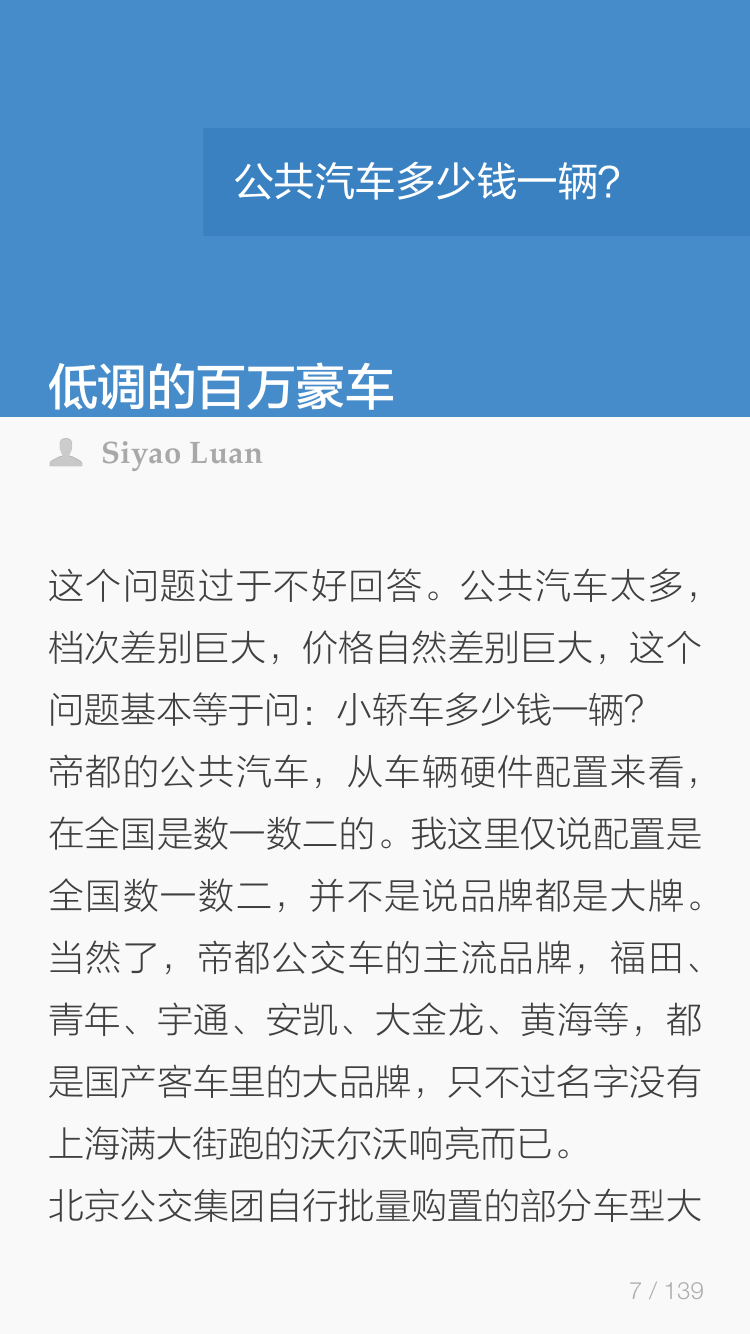 公共汽车多少钱一辆?
低调的百万豪车
Siyao Luan
这个问题过于不好回答。公共汽车太多，
档次差别巨大，价格自然差别巨大，这个
问题基本等于问：小轿车多少钱一辆?
帝都的公共汽车，从车辆硬件配置来看，
在全国是数一数二的。我这里仅说配置是
全国数一数二，并不是说品牌都是大牌。
当然了，帝都公交车的主流品牌，福田、
青年、宇通、安凯、大金龙、黄海等，都
是国产客车里的大品牌，只不过名字没有
上海满大街跑的沃尔沃响亮而已。
北京公交集团自行批量购置的部分车型大
7 / 139